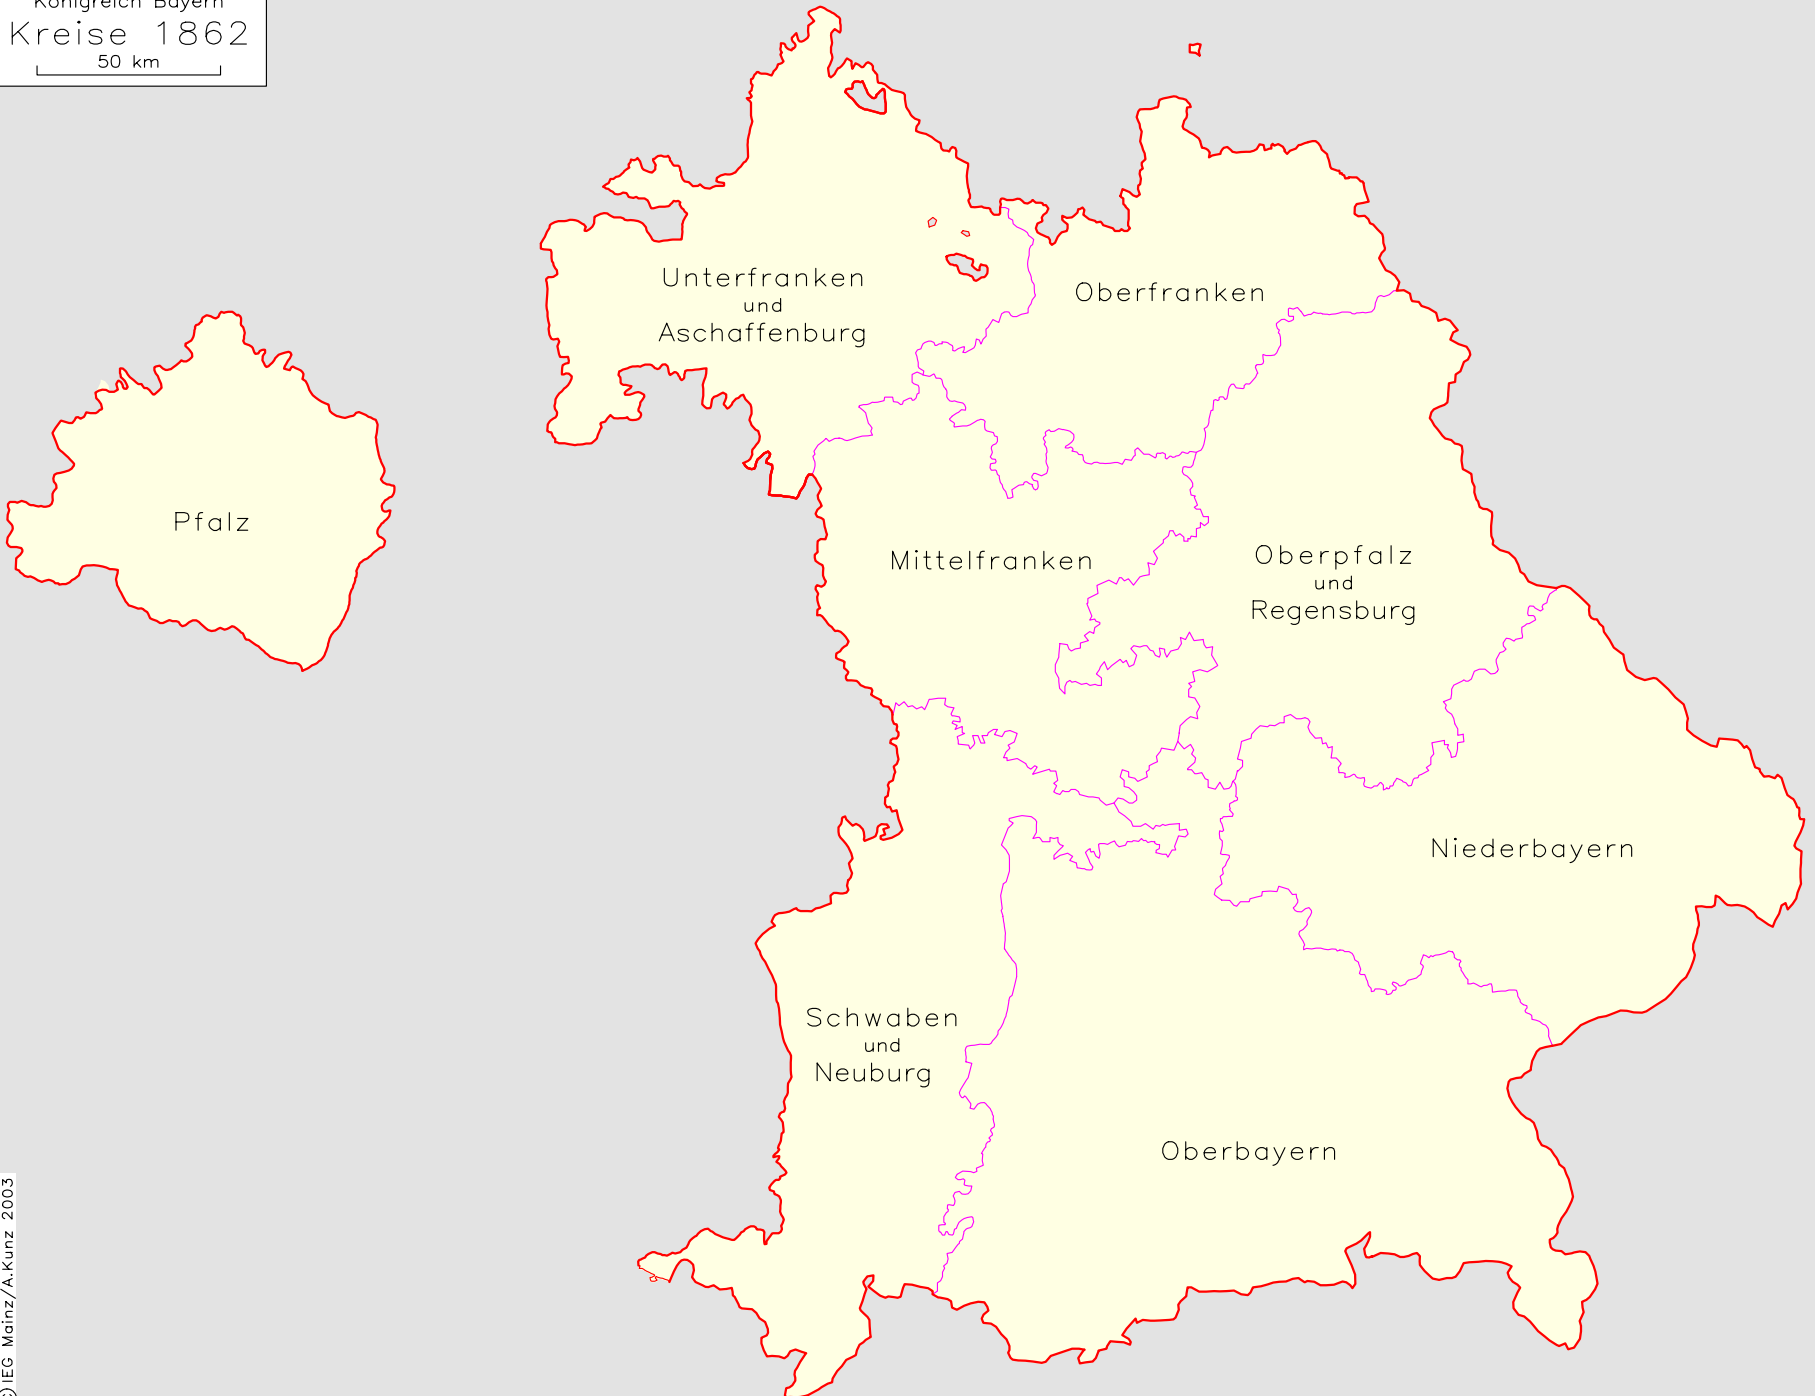 Königreich Bayern
Kreise 1862
50 km
Unterfranken
und
Aschaffenburg
Oberfranken
Pfalz
Mittelfranken
Oberpfalz
und
Regensburg
Niederbayern
Schwaben
und
Neuburg
Oberbayern
)IEG Mainz/A.Kunz 2003